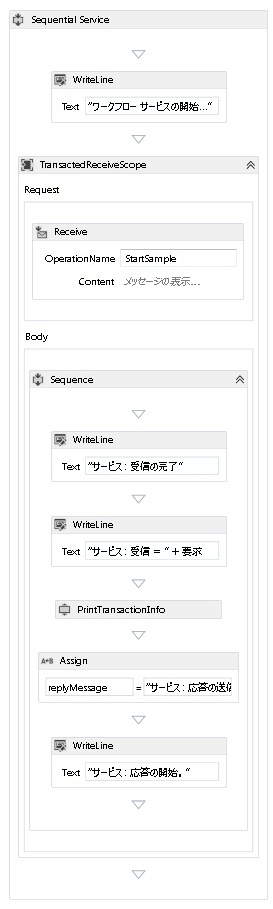 Sequential Service
WriteLine
Text "ワークフロー サービスの開始..."
TransactedReceiveScope
Request
Receive
OperationName StartSample
Content メッセージの表示...
Body
Sequence
WriteLine
Text "サービス: 受信の完了"
WriteLine
Text "サービス: 受信 = " + 要求
PrintTransactionInfo
A+B Assign
replyMessage = "サービス: 応答の送信
WriteLine
Text "サービス: 応答の開始。"